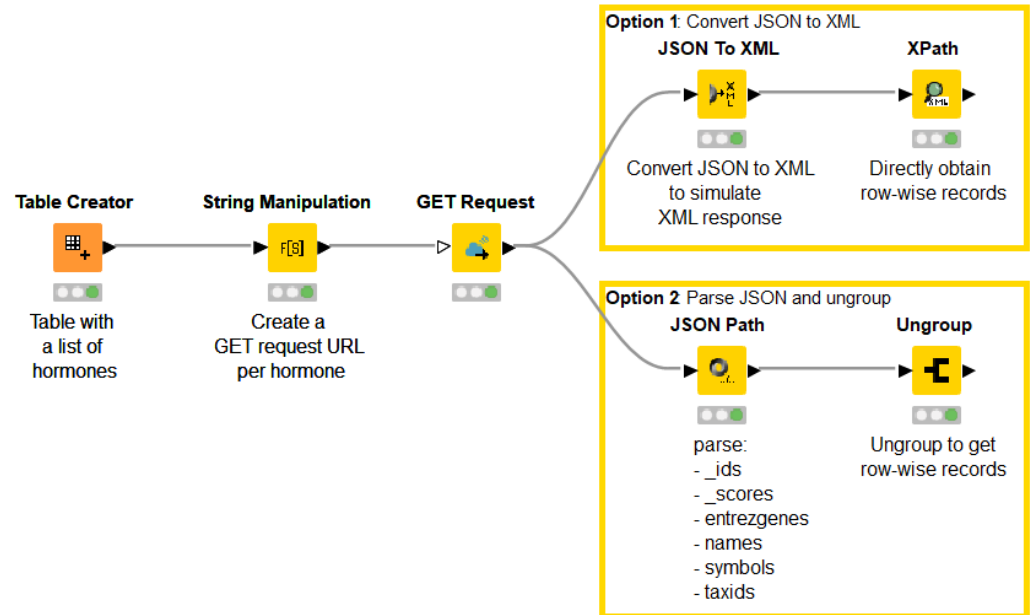 Option 1: Convert JSON to XML
JSON To XML
XPath
X
M
L
XML
Convert JSON to XML
to simulate
XML response
Directly obtain
row-wise records
Table Creator
String Manipulation
GET Request
F[S]
Table with
a list of
hormones
Create a
GET request URL
per hormone
Option 2: Parse JSON and ungroup
JSON Path
Ungroup
../..
parse:
- _ids
- _scores
- entrezgenes
- names
- symbols
- taxids
Ungroup to get
row-wise records